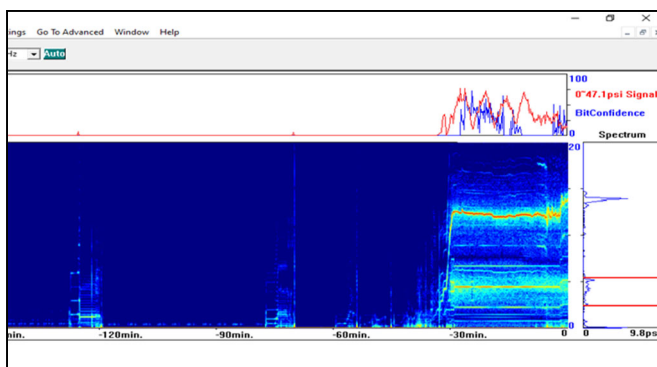 ings Go To Advanced Window Help
Hz Auto
100
0~47.1psi Signal
BitConfidence
0 Spectrum
20
0
nin. -120min. -90min. -60min. -30min. 0 0 9.8ps